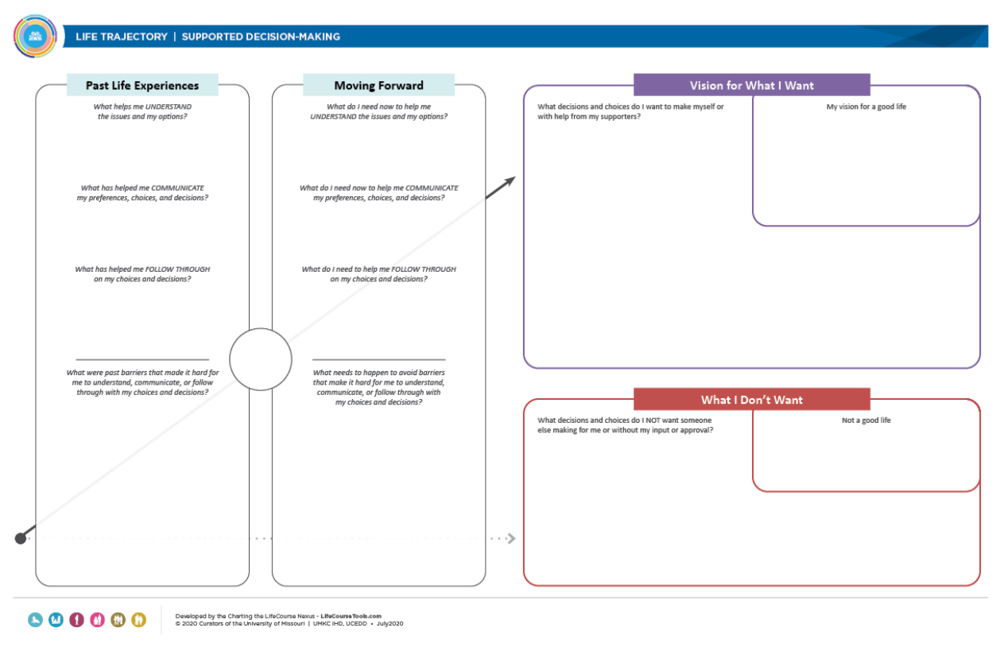 LIFE TRAJECTORY | SUPPORTED DECISION-MAKING
Past Life Experiences
What helps me UNDERSTAND
the issues and my options?
What has helped me COMMUNICATE
my preferences, choices, and decisions?
What has helped me FOLLOW THROUGH
on my choices and decisions?
What were past barriers that made it hard for
me to understand, communicate, or follow
through with my choices and decisions?
Moving Forward
What do I need now to help me
UNDERSTAND the issues and my options?
What do I need now to help me COMMUNICATE
my preferences, choices, and decisions?
What do I need to help me FOLLOW THROUGH
on my choices and decisions?
What needs to happen to avoid barriers
that make it hard for me to understand,
communicate, or follow through with
my choices and decisions?
Vision for What I Want
What decisions and choices do I want to make myself or
with help from my supporters?
My vision for a good life
What I Don't Want
What decisions and choices do I NOT want someone
else making for me or without my input or approval?
Not a good life
Developed by the Charting the LifeCourse Nexus - LifeCourseTools.com
© 2020 Curators of the University of Missouri | UMKC IHD, UCEDD • July2020